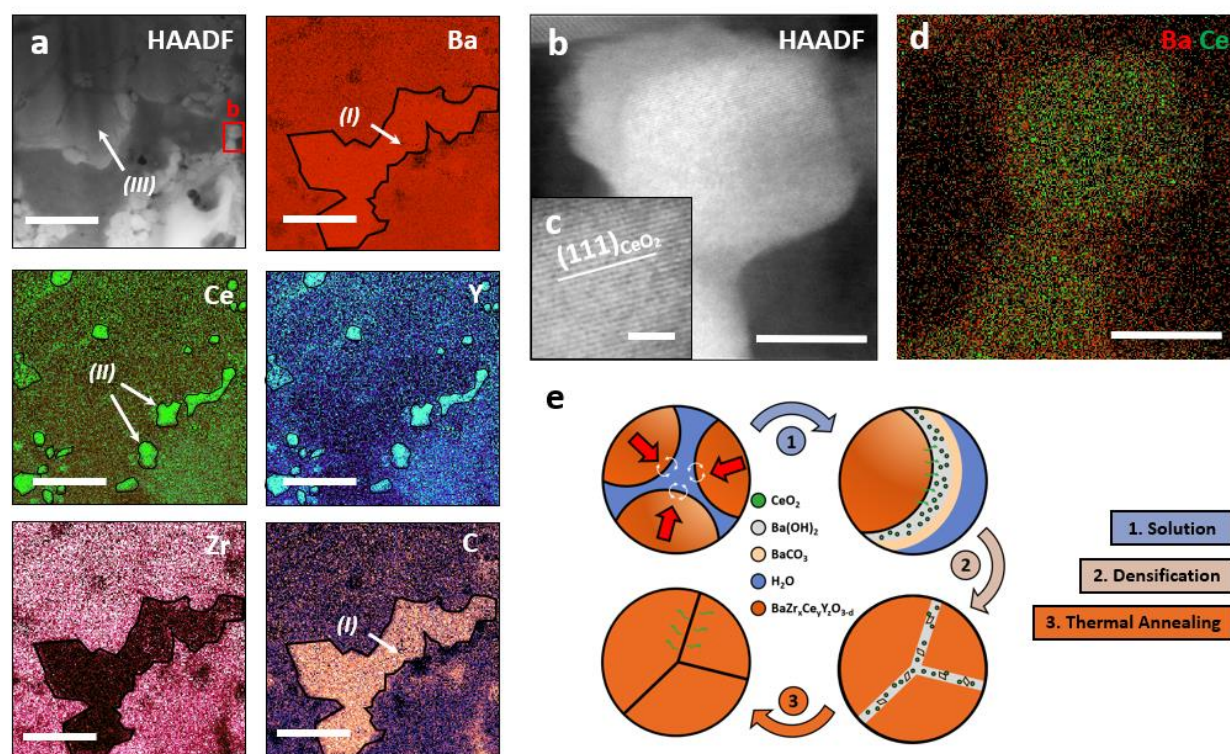 a
HAADF
(III)
b
Ba
(I)
Ce
(II)
Y
Zr
C
(I)
b
HAADF
c
(111)CeO₂
d
Ba Ce
e
1
2
3
CeO₂
Ba(OH)₂
BaCO₃
H₂O
BaZrₓCeᵧY_zO₃₋d
1. Solution
2. Densification
3. Thermal Annealing